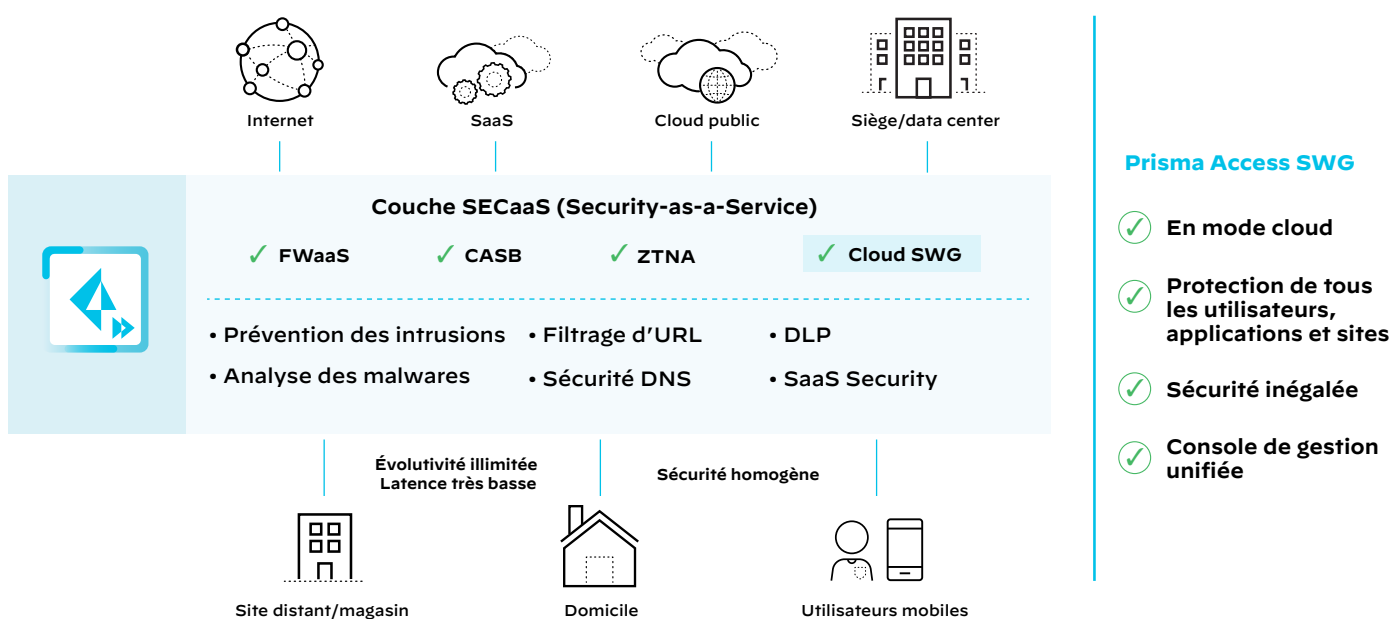 Internet
SaaS
Cloud public
Siège/data center
Couche SECaaS (Security-as-a-Service)
✓ FWaaS
✓ CASB
✓ ZTNA
✓ Cloud SWG
• Prévention des intrusions
• Filtrage d’URL
• DLP
• Analyse des malwares
• Sécurité DNS
• SaaS Security
Évolutivité illimitée
Latence très basse
Sécurité homogène
Site distant/magasin
Domicile
Utilisateurs mobiles
Prisma Access SWG
✓ En mode cloud
✓ Protection de tous
les utilisateurs,
applications et sites
✓ Sécurité inégalée
✓ Console de gestion
unifiée